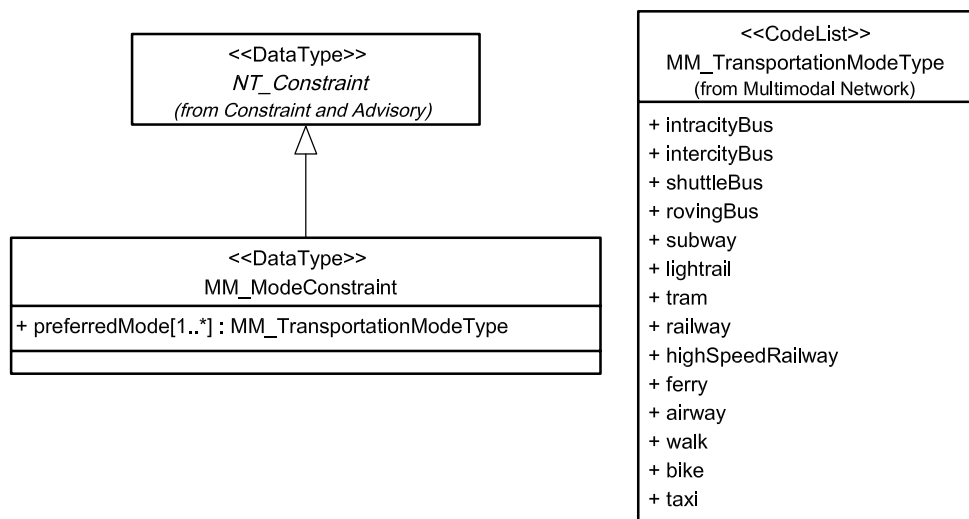 <<DataType>>
NT_Constraint
(from Constraint and Advisory)
<<DataType>>
MM_ModeConstraint
+ preferredMode[1..*] : MM_TransportationModeType
<<CodeList>>
MM_TransportationModeType
(from Multimodal Network)
+ intracityBus
+ intercityBus
+ shuttleBus
+ rovingBus
+ subway
+ lightrail
+ tram
+ railway
+ highSpeedRailway
+ ferry
+ airway
+ walk
+ bike
+ taxi